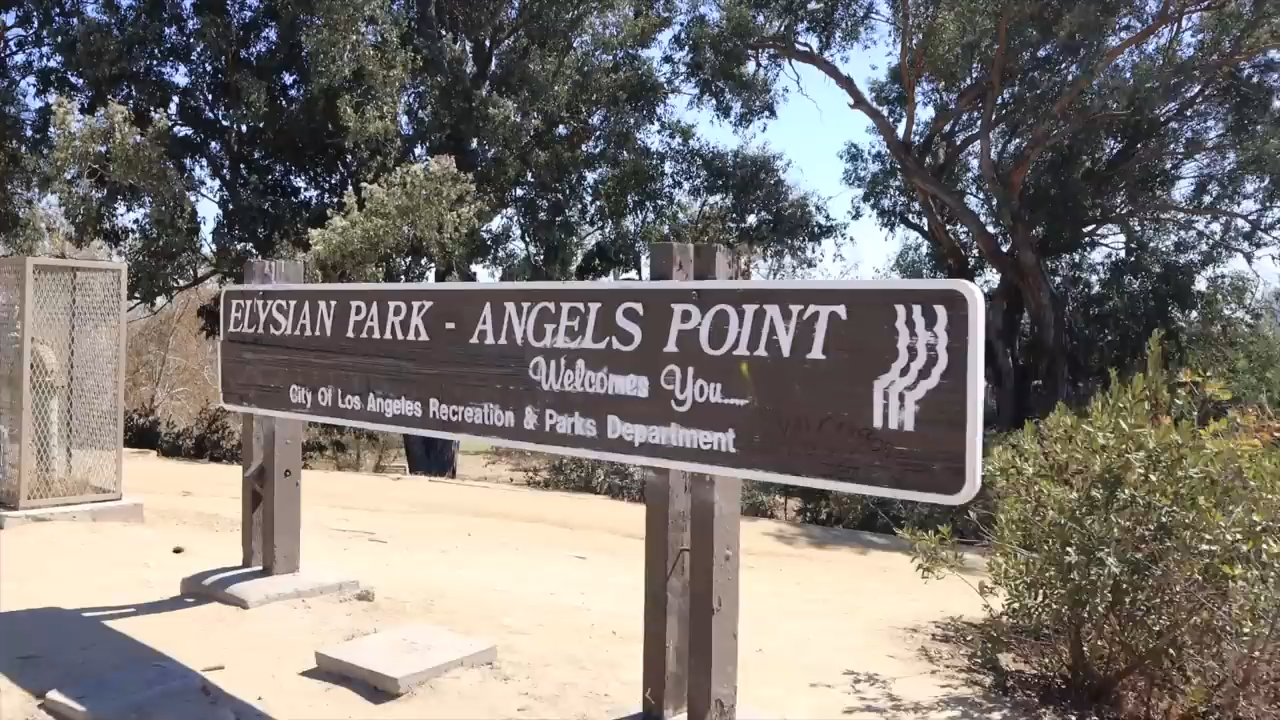 ELYSIAN PARK - ANGELS POINT
Welcomes You....
City Of Los Angeles Recreation & Parks Department